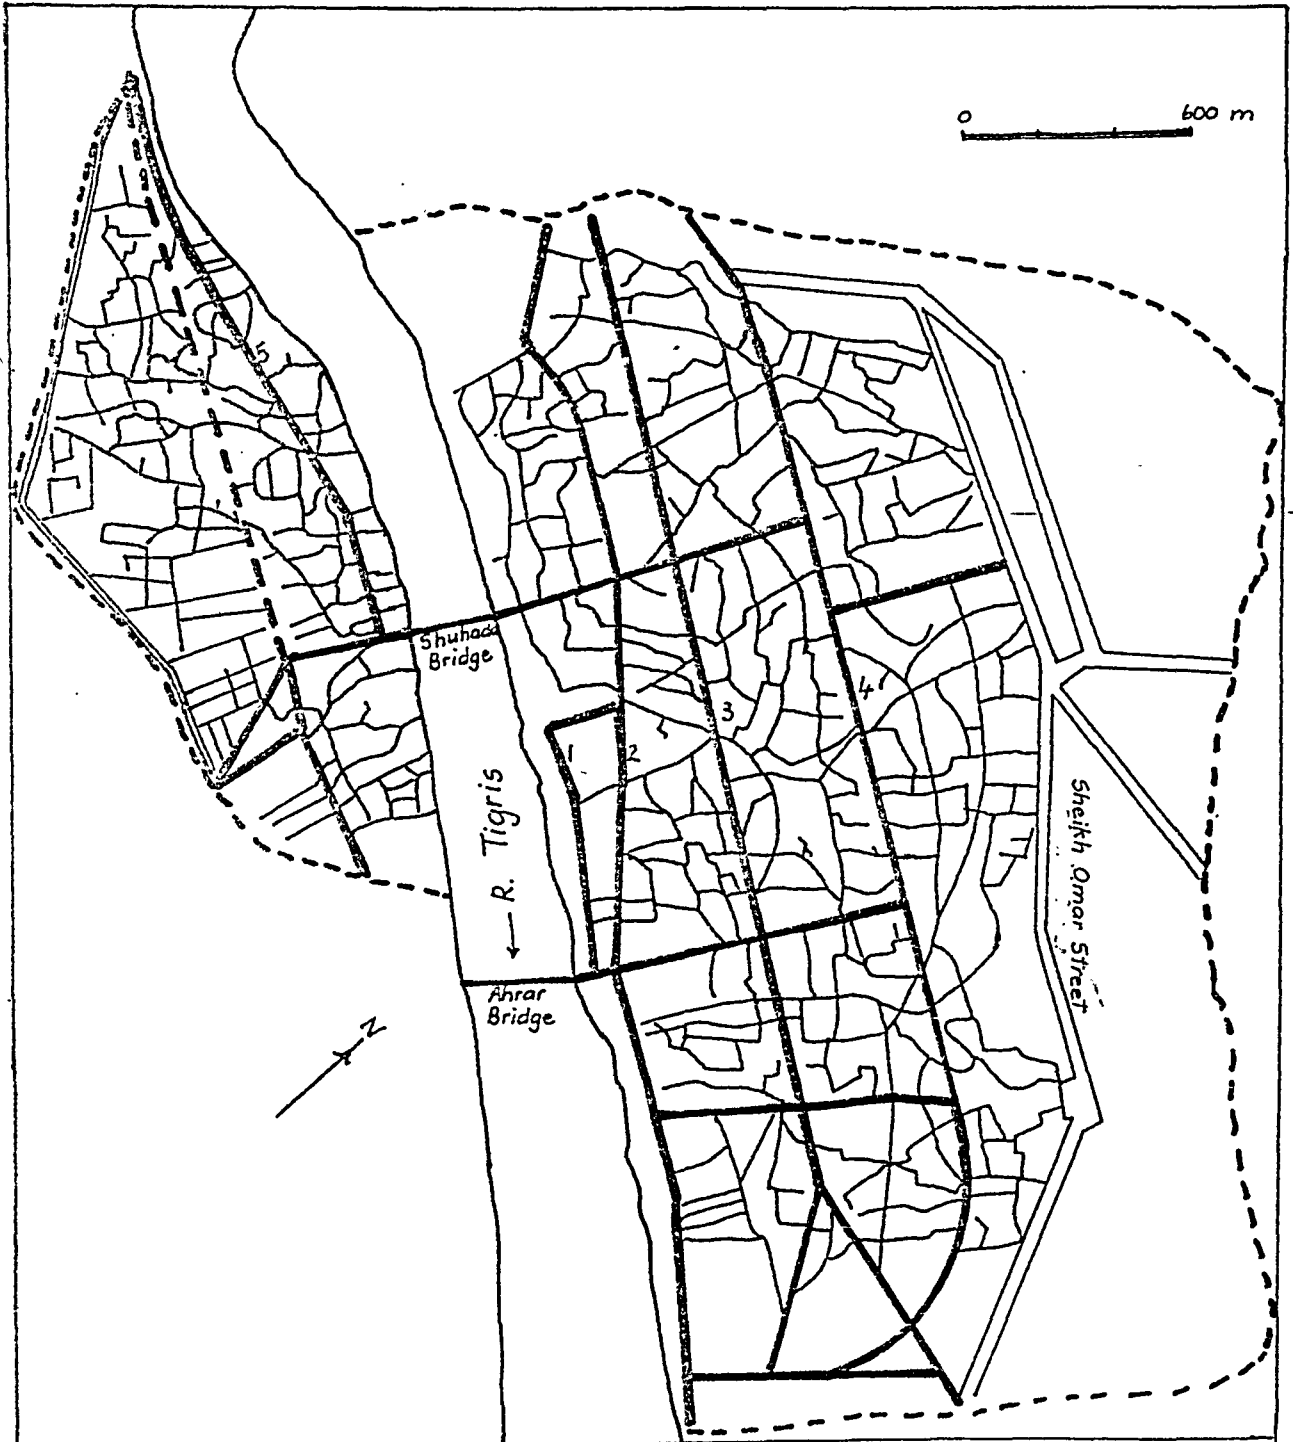 0 600 m
5
Shuhada
Bridge
4
3
1
2
← R. Tigris
Sheikh Omar Street
Ahrar
Bridge
N